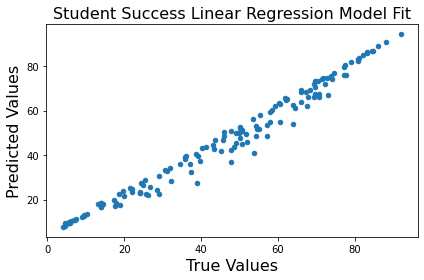 Student Success Linear Regression Model Fit
Predicted Values
80
60
40
20
0 20 40 60 80
True Values